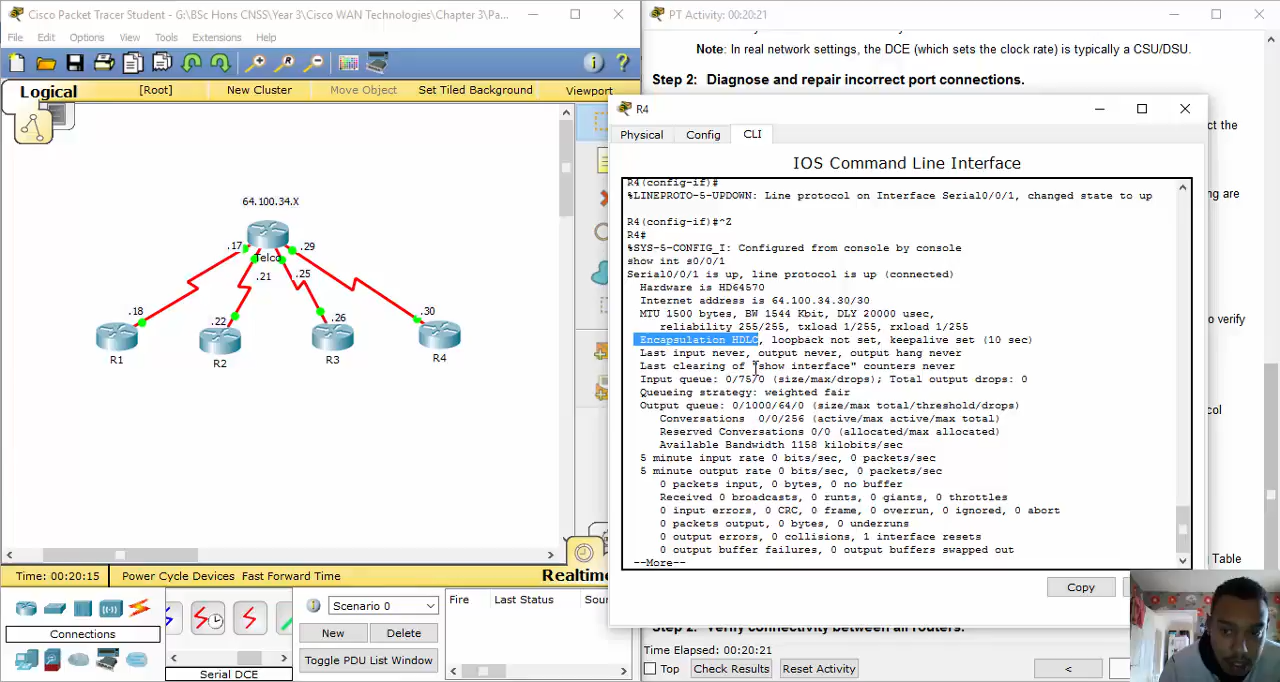 Cisco Packet Tracer Student - G:\BSc Hons CNSS\Year 3\Cisco WAN Technologies\Chapter 3\Pa...
File Edit Options View Tools Extensions Help
Logical [Root] New Cluster Move Object Set Tiled Background Viewport
64.100.34.X
.17
.29
Telco
.21
.25
.18
.22
.26
.30
R1
R2
R3
R4
Time: 00:20:15 Power Cycle Devices Fast Forward Time Realtime
Connections
Serial DCE
Scenario 0
New Delete
Toggle PDU List Window
Fire Last Status Sour
PT Activity: 00:20:21
Note: In real network settings, the DCE (which sets the clock rate) is typically a CSU/DSU.
Step 2: Diagnose and repair incorrect port connections.
ct the
ng are
to verify
col
Table
R4
Physical Config CLI
IOS Command Line Interface
R4(config-if)#
%LINEPROTO-5-UPDOWN: Line protocol on Interface Serial0/0/1, changed state to up
R4(config-if)#^Z
R4#
%SYS-5-CONFIG_I: Configured from console by console
show int s0/0/1
Serial0/0/1 is up, line protocol is up (connected)
Hardware is HD64570
Internet address is 64.100.34.30/30
MTU 1500 bytes, BW 1544 Kbit, DLY 20000 usec,
reliability 255/255, txload 1/255, rxload 1/255
Encapsulation HDLC, loopback not set, keepalive set (10 sec)
Last input never, output never, output hang never
Last clearing of "show interface" counters never
Input queue: 0/75/0 (size/max/drops); Total output drops: 0
Queueing strategy: weighted fair
Output queue: 0/1000/64/0 (size/max total/threshold/drops)
Conversations 0/0/256 (active/max active/max total)
Reserved Conversations 0/0 (allocated/max allocated)
Available Bandwidth 1158 kilobits/sec
5 minute input rate 0 bits/sec, 0 packets/sec
5 minute output rate 0 bits/sec, 0 packets/sec
0 packets input, 0 bytes, 0 no buffer
Received 0 broadcasts, 0 runts, 0 giants, 0 throttles
0 input errors, 0 CRC, 0 frame, 0 overrun, 0 ignored, 0 abort
0 packets output, 0 bytes, 0 underruns
0 output errors, 0 collisions, 1 interface resets
0 output buffer failures, 0 output buffers swapped out
--More--
Copy
Step 2: Verify connectivity between all routers.
Time Elapsed: 00:20:21
Top Check Results Reset Activity <